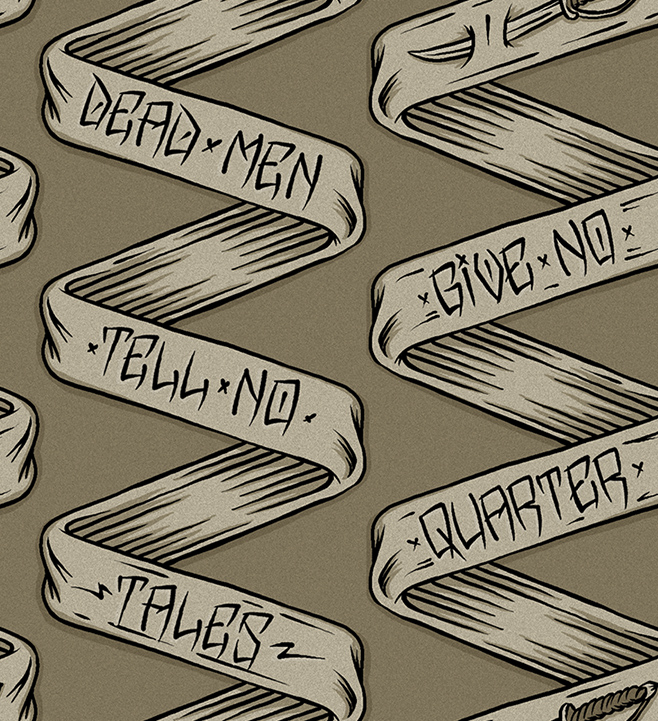 DEAD × MEN
× TELL × NO ×
TALES
× GIVE × NO ×
× QUARTER ×